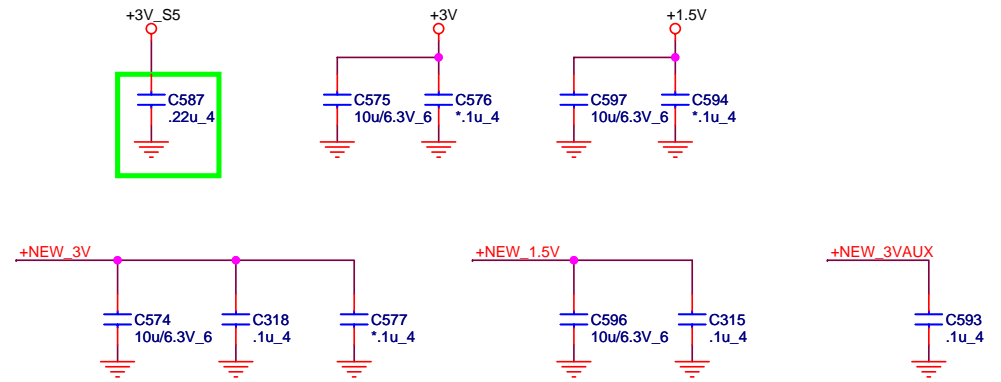 +3V_S5
+3V
+1.5V
C587
.22u_4
C575
10u/6.3V_6
C576
*.1u_4
C597
10u/6.3V_6
C594
*.1u_4
+NEW_3V
+NEW_1.5V
+NEW_3VAUX
C574
10u/6.3V_6
C318
.1u_4
C577
*.1u_4
C596
10u/6.3V_6
C315
.1u_4
C593
.1u_4